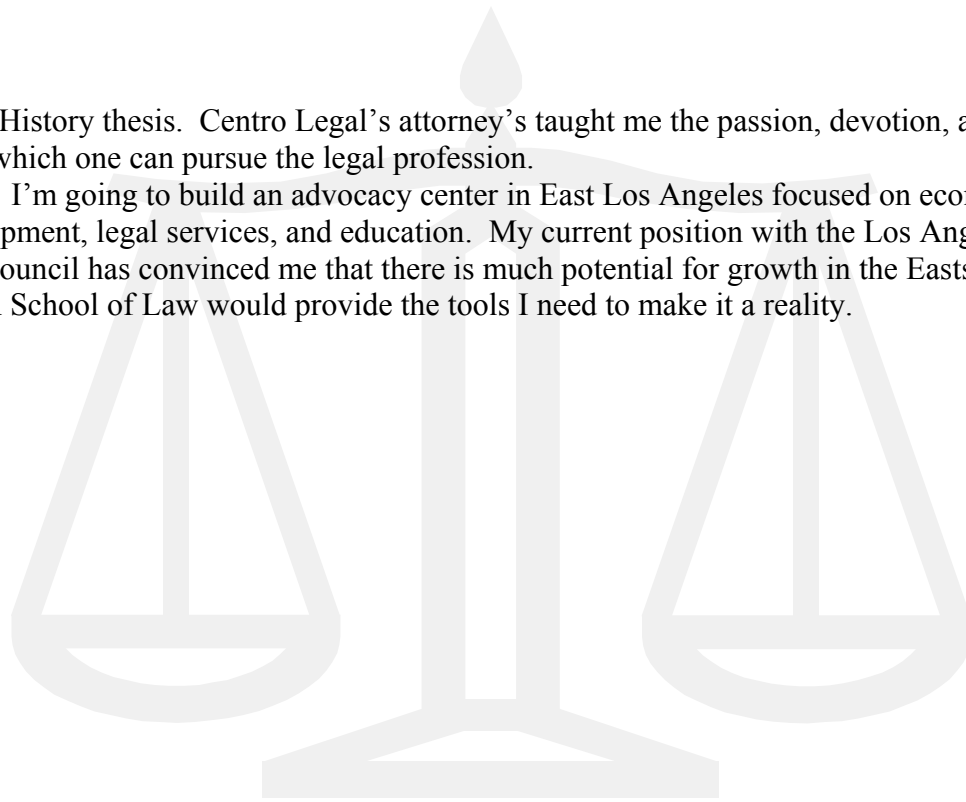 History thesis.  Centro Legal’s attorney’s taught me the passion, devotion, a
which one can pursue the legal profession.
I’m going to build an advocacy center in East Los Angeles focused on eco
pment, legal services, and education.  My current position with the Los Ang
ouncil has convinced me that there is much potential for growth in the Easts
School of Law would provide the tools I need to make it a reality.